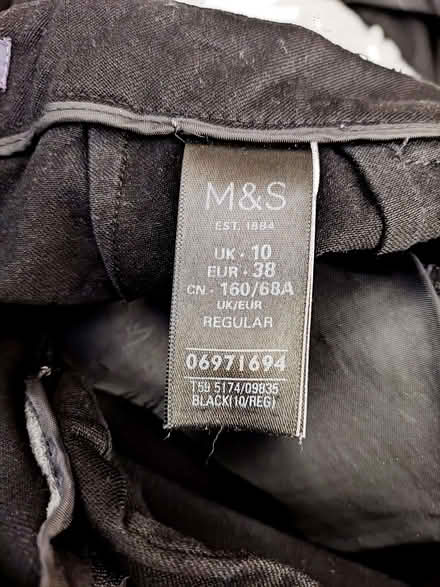 M&S
EST. 1884
UK · 10
EUR · 38
CN · 160/68A
UK/EUR
REGULAR
06971694
T59 5174/09835
BLACK(10/REG)